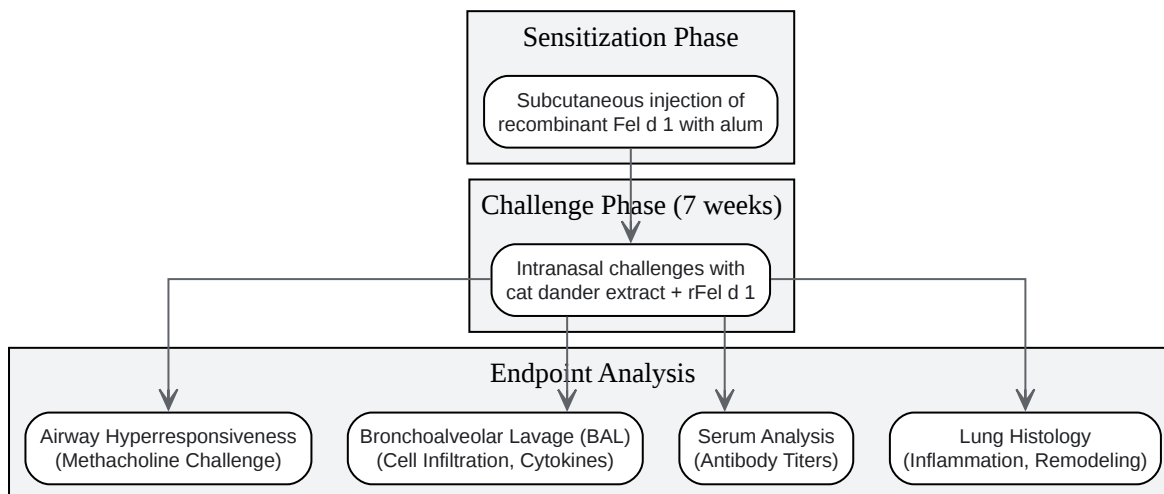 Sensitization Phase
Subcutaneous injection of
recombinant Fel d 1 with alum
Challenge Phase (7 weeks)
Intranasal challenges with
cat dander extract + rFel d 1
Endpoint Analysis
Airway Hyperresponsiveness
(Methacholine Challenge)
Bronchoalveolar Lavage (BAL)
(Cell Infiltration, Cytokines)
Serum Analysis
(Antibody Titers)
Lung Histology
(Inflammation, Remodeling)